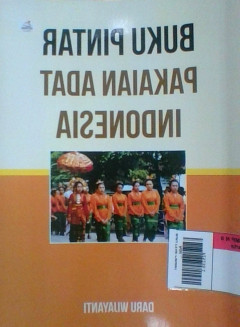 BUKU PINTAR
PAKAIAN ADAT
INDONESIA
DARU WIJAYANTI